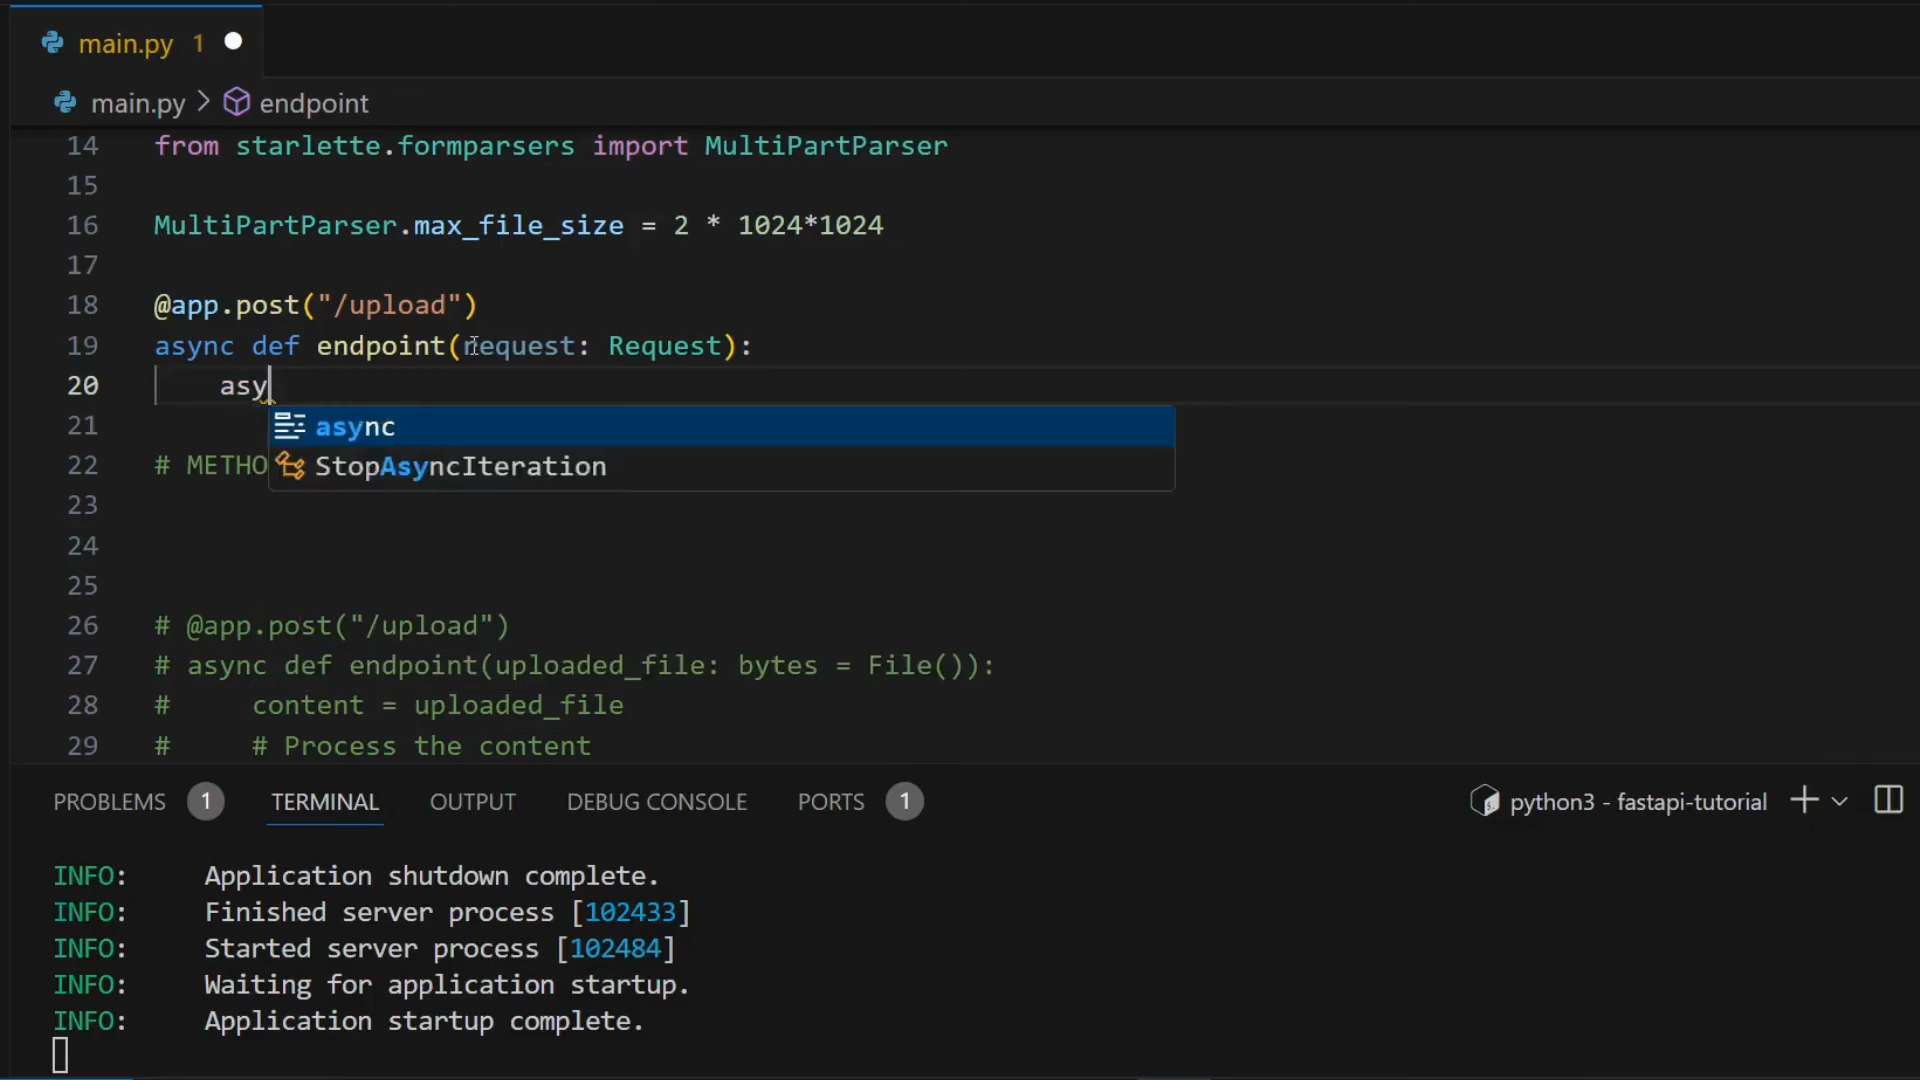 main.py 1
main.py > endpoint
14 from starlette.formparsers import MultiPartParser
15
16 MultiPartParser.max_file_size = 2 * 1024*1024
17
18 @app.post("/upload")
19 async def endpoint(request: Request):
20     asy
21 async
22 # METHO StopAsyncIteration
23
24
25
26 # @app.post("/upload")
27 # async def endpoint(uploaded_file: bytes = File()):
28 #     content = uploaded_file
29 #     # Process the content
PROBLEMS 1 TERMINAL OUTPUT DEBUG CONSOLE PORTS 1 python3 - fastapi-tutorial
INFO:     Application shutdown complete.
INFO:     Finished server process [102433]
INFO:     Started server process [102484]
INFO:     Waiting for application startup.
INFO:     Application startup complete.